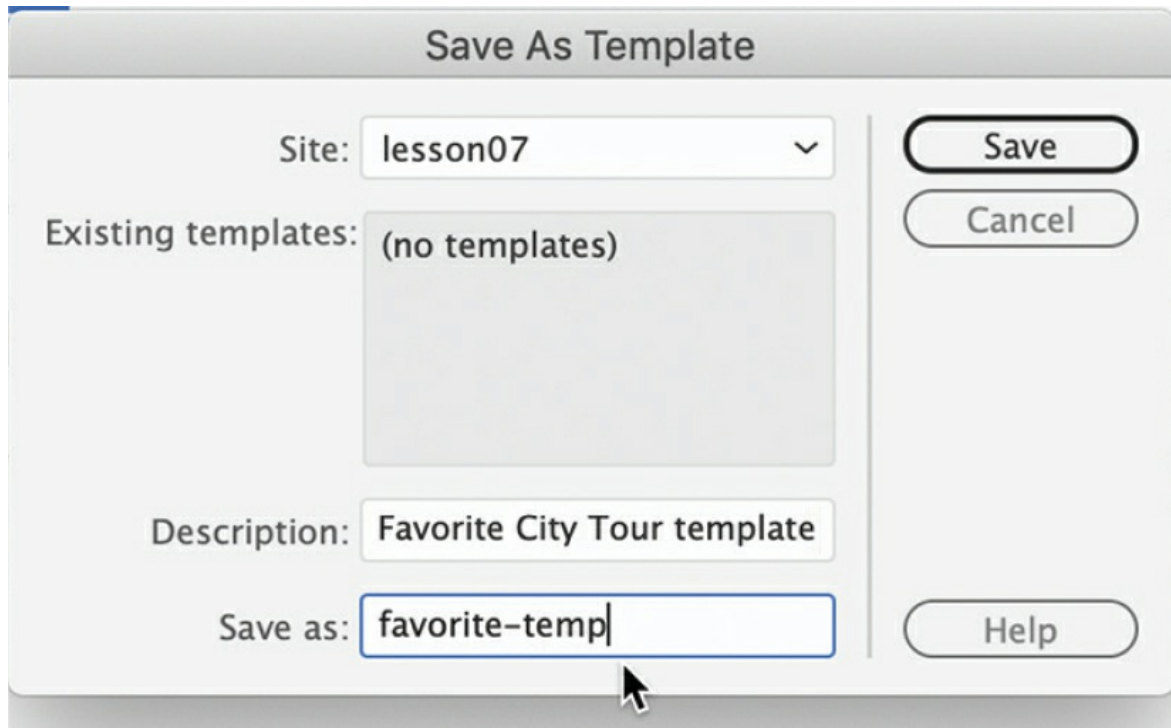 Save As Template
Site: lesson07
Save
Existing templates: (no templates)
Cancel
Description: Favorite City Tour template
Save as: favorite-temp
Help